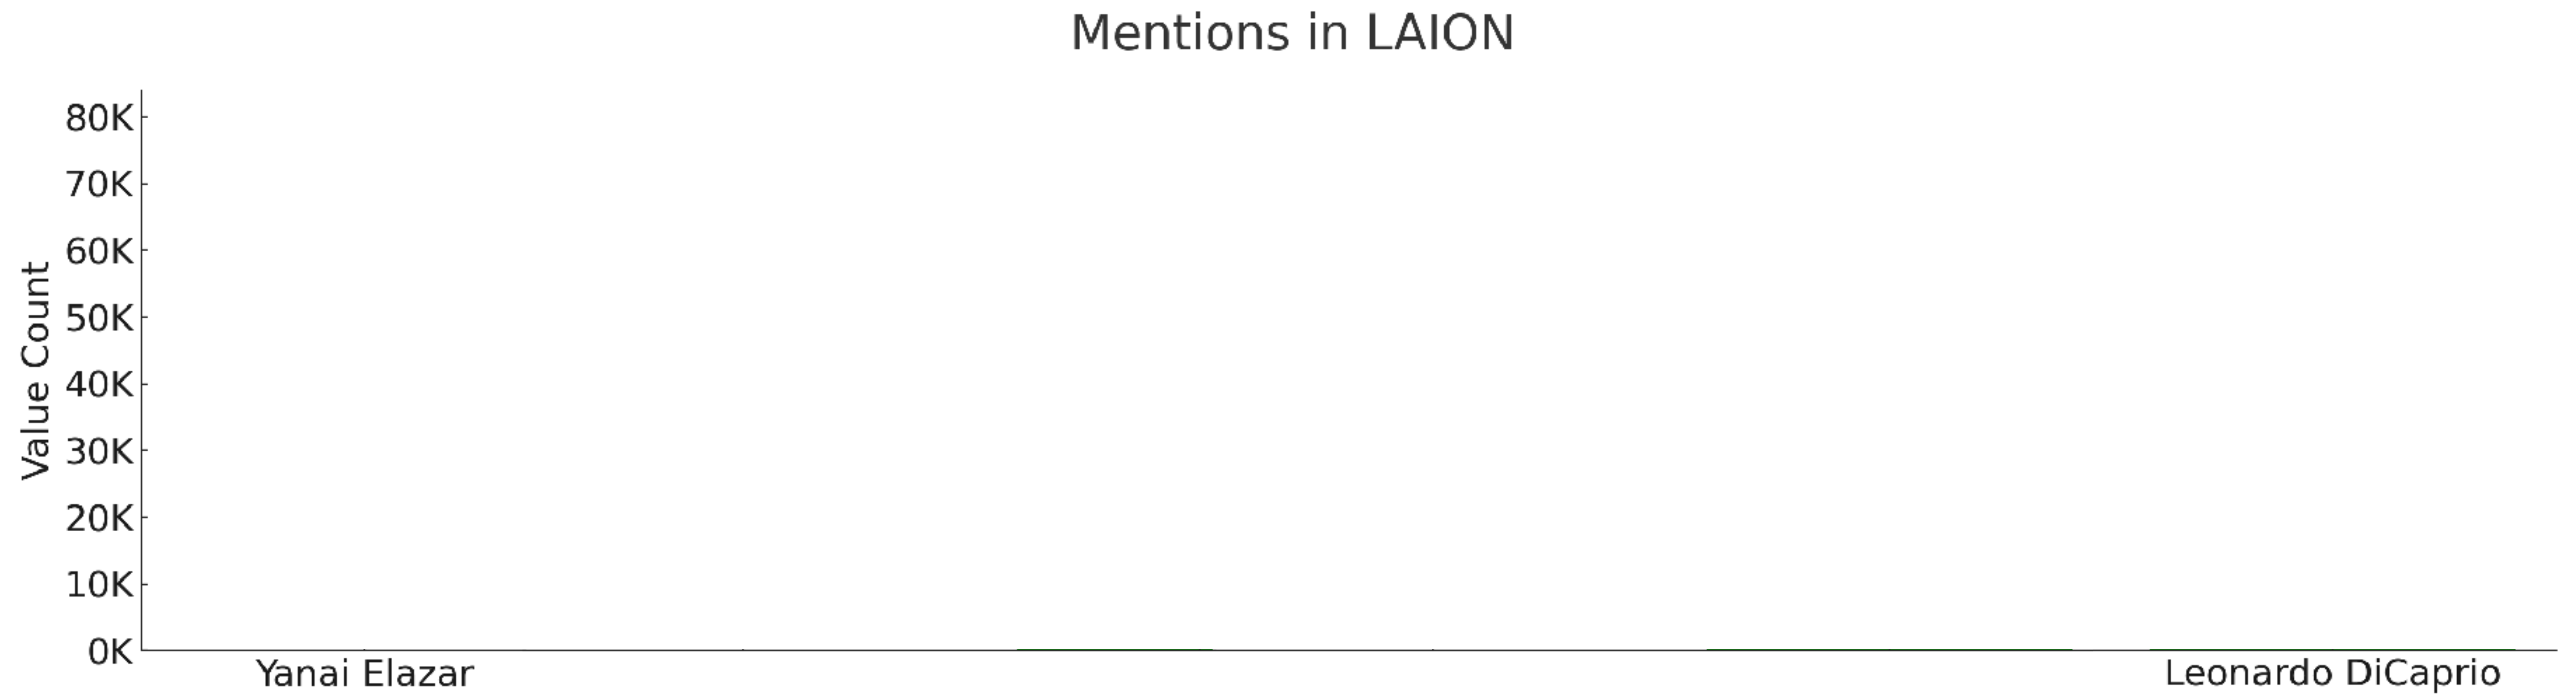 Mentions in LAION
Value Count
80K
70K
60K
50K
40K
30K
20K
10K
0K
Yanai Elazar
Leonardo DiCaprio